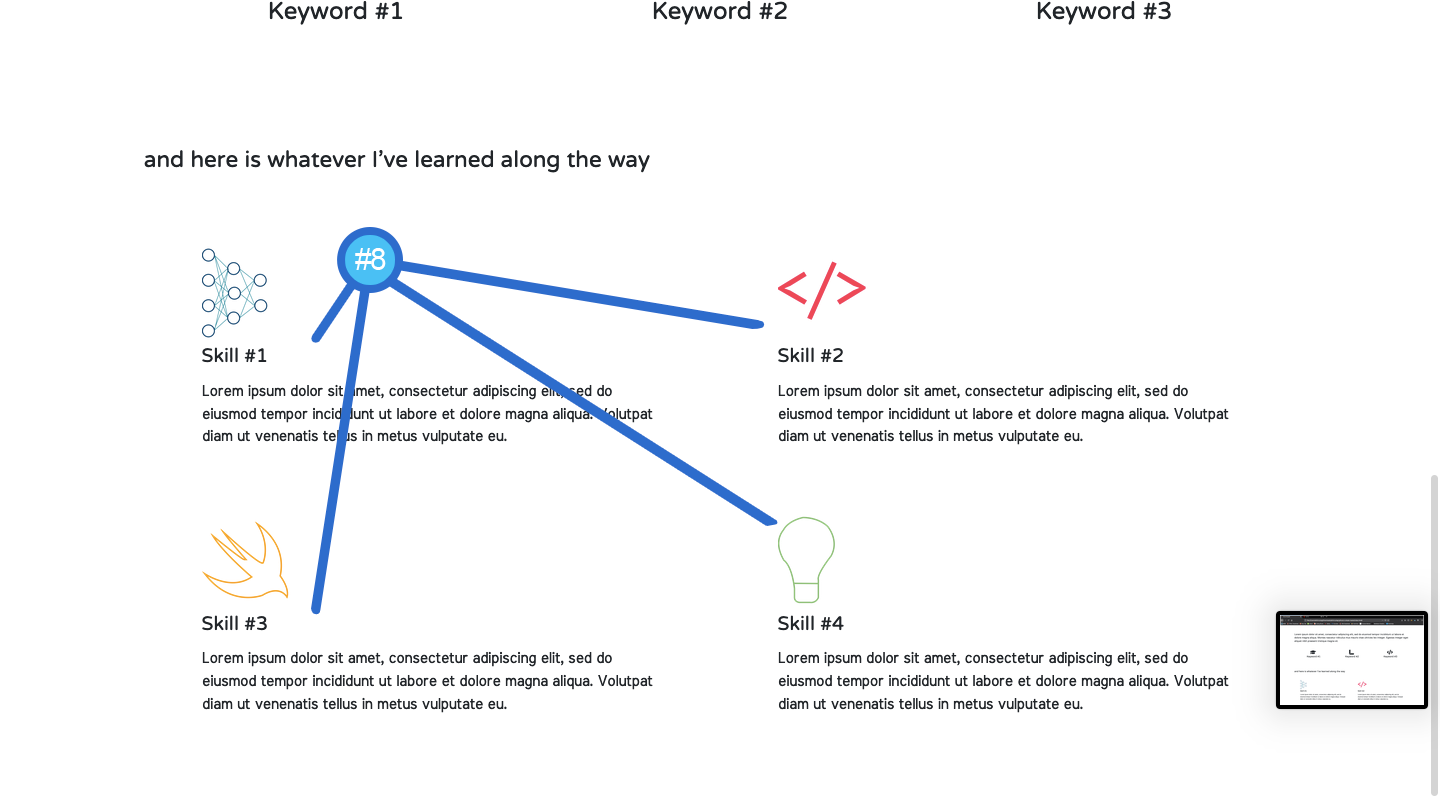 Keyword #1
Keyword #2
Keyword #3
and here is whatever I've learned along the way
#8
</>
Skill #1
Lorem ipsum dolor sit amet, consectetur adipiscing elit, sed do
eiusmod tempor incididunt ut labore et dolore magna aliqua. Volutpat
diam ut venenatis tellus in metus vulputate eu.
Skill #2
Lorem ipsum dolor sit amet, consectetur adipiscing elit, sed do
eiusmod tempor incididunt ut labore et dolore magna aliqua. Volutpat
diam ut venenatis tellus in metus vulputate eu.
Skill #3
Lorem ipsum dolor sit amet, consectetur adipiscing elit, sed do
eiusmod tempor incididunt ut labore et dolore magna aliqua. Volutpat
diam ut venenatis tellus in metus vulputate eu.
Skill #4
Lorem ipsum dolor sit amet, consectetur adipiscing elit, sed do
eiusmod tempor incididunt ut labore et dolore magna aliqua. Volutpat
diam ut venenatis tellus in metus vulputate eu.